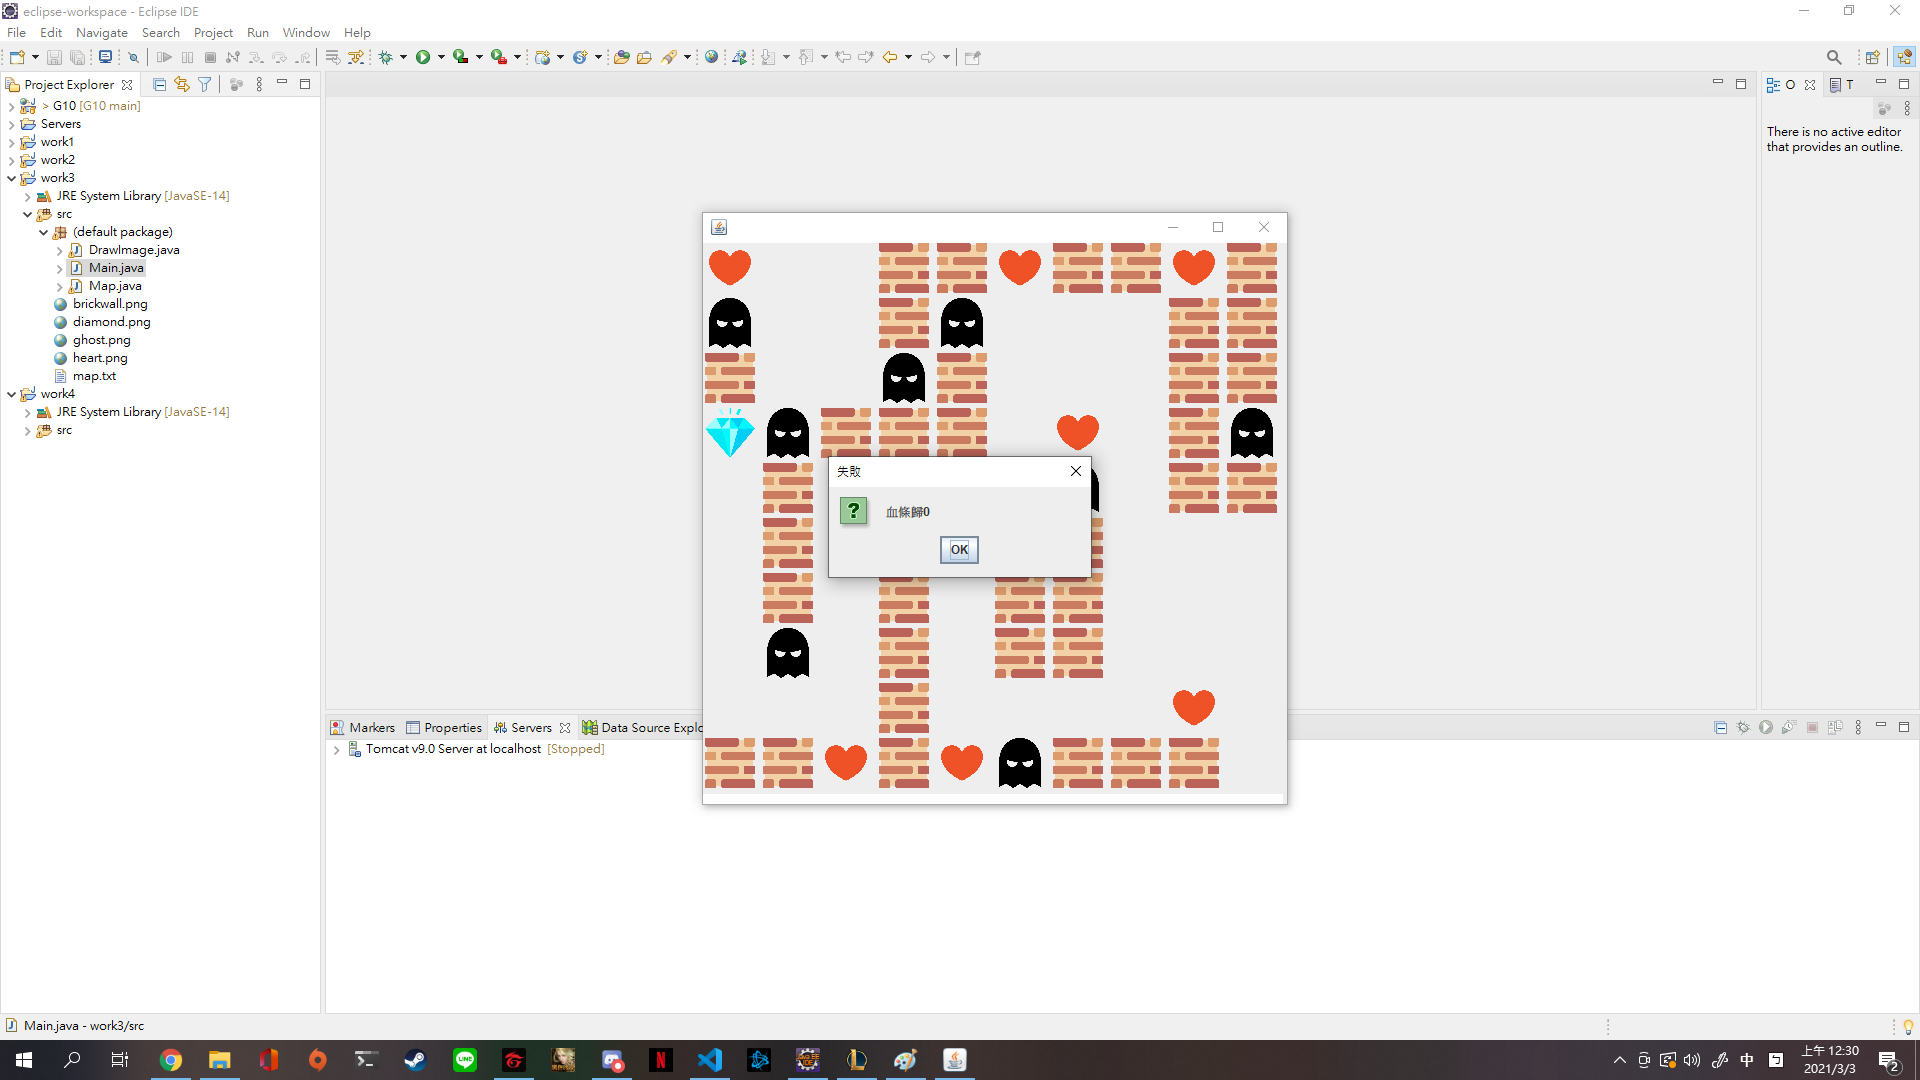 eclipse-workspace - Eclipse IDE
File Edit Navigate Search Project Run Window Help
Project Explorer
> G10 [G10 main]
Servers
work1
work2
work3
JRE System Library [JavaSE-14]
src
(default package)
DrawImage.java
Main.java
Map.java
brickwall.png
diamond.png
ghost.png
heart.png
map.txt
work4
JRE System Library [JavaSE-14]
src
O T
There is no active editor
that provides an outline.
失敗
?
血條歸0
OK
Markers Properties Servers Data Source Explo
Tomcat v9.0 Server at localhost [Stopped]
Main.java - work3/src
LINE
中
上午 12:30
2021/3/3
2